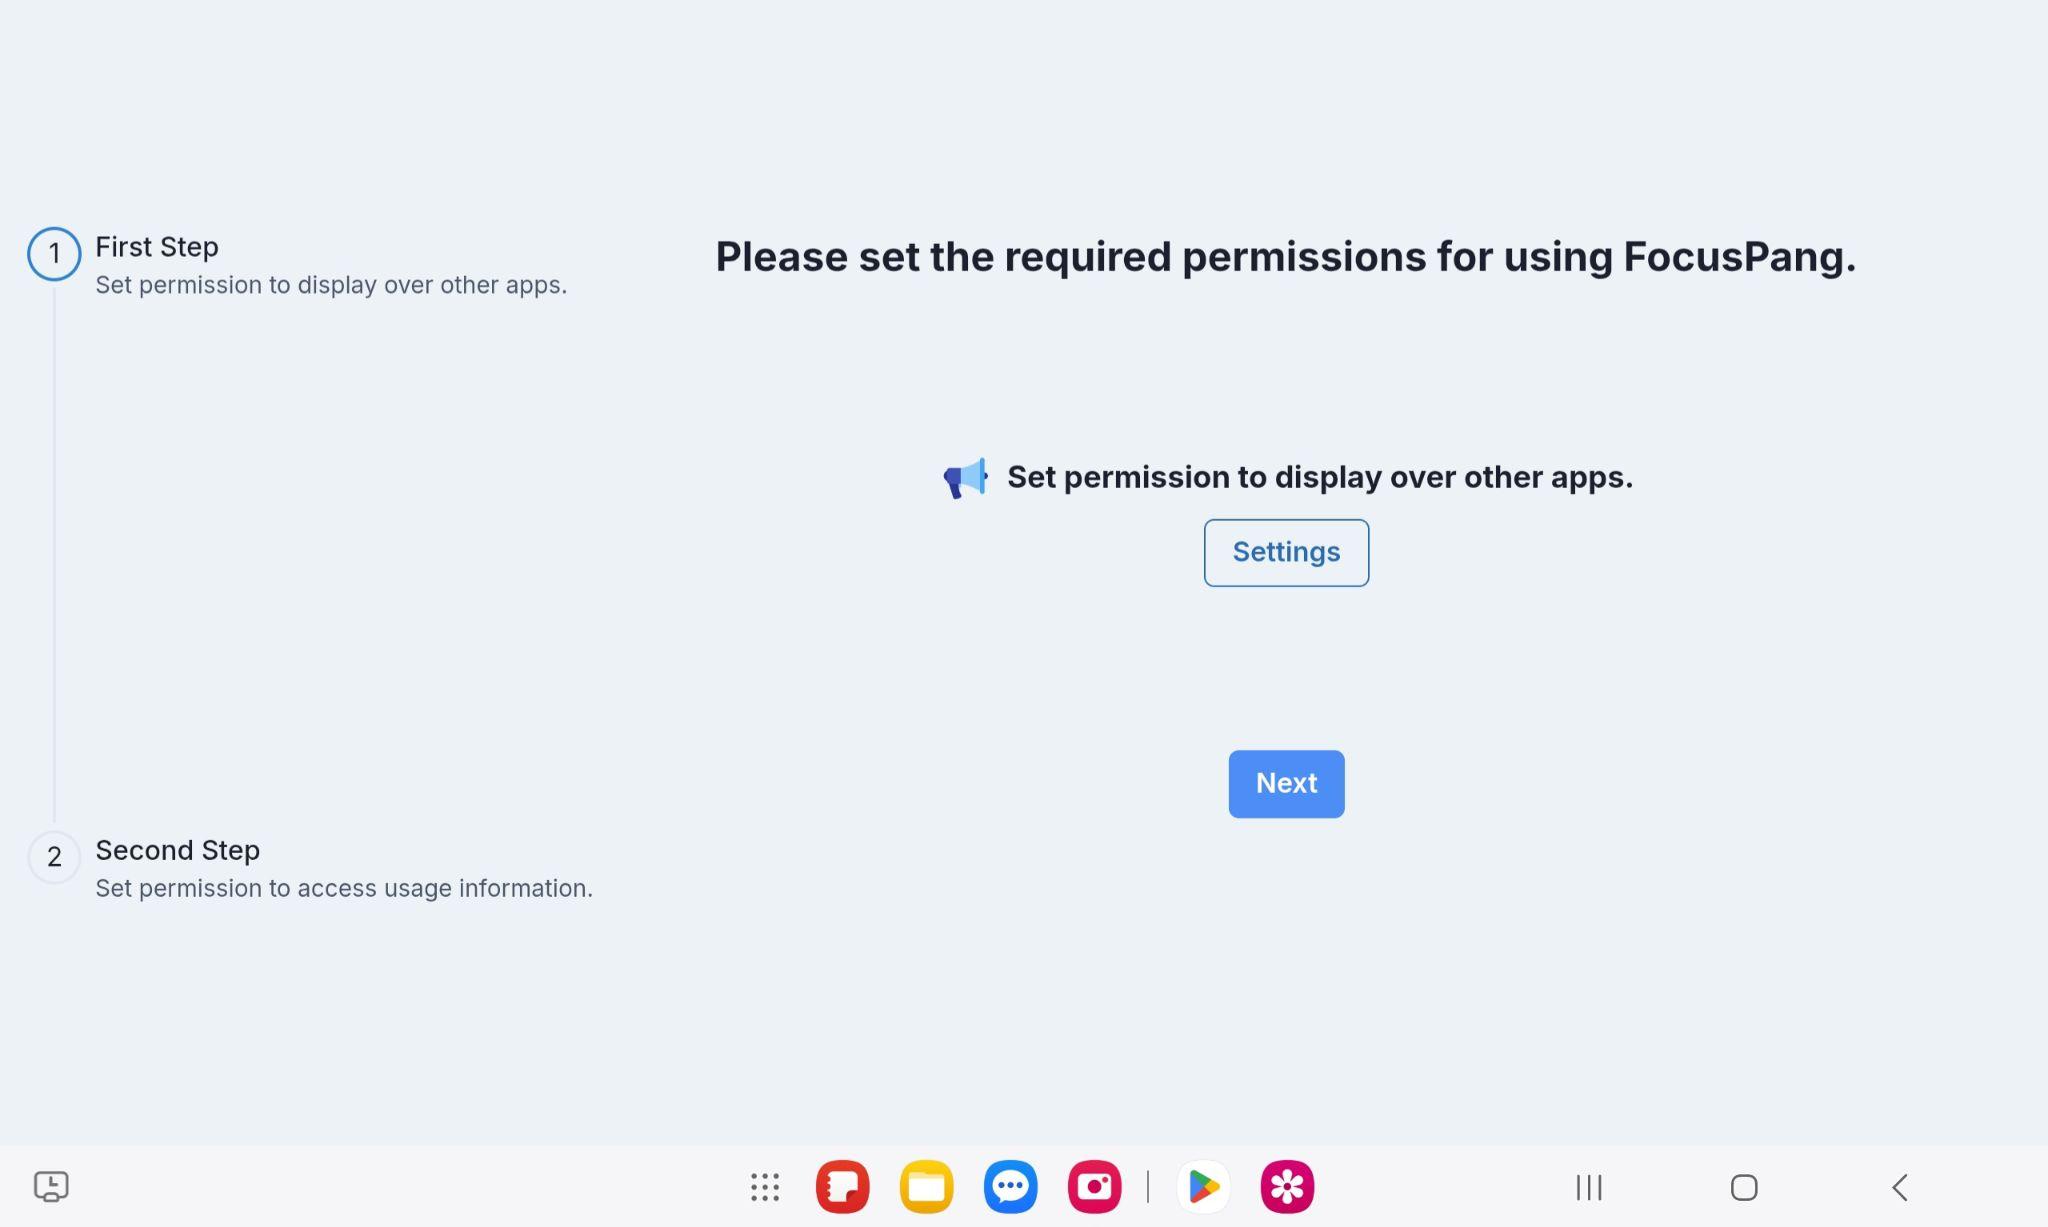 1
First Step
Set permission to display over other apps.
Please set the required permissions for using FocusPang.
Set permission to display over other apps.
Settings
Next
2
Second Step
Set permission to access usage information.